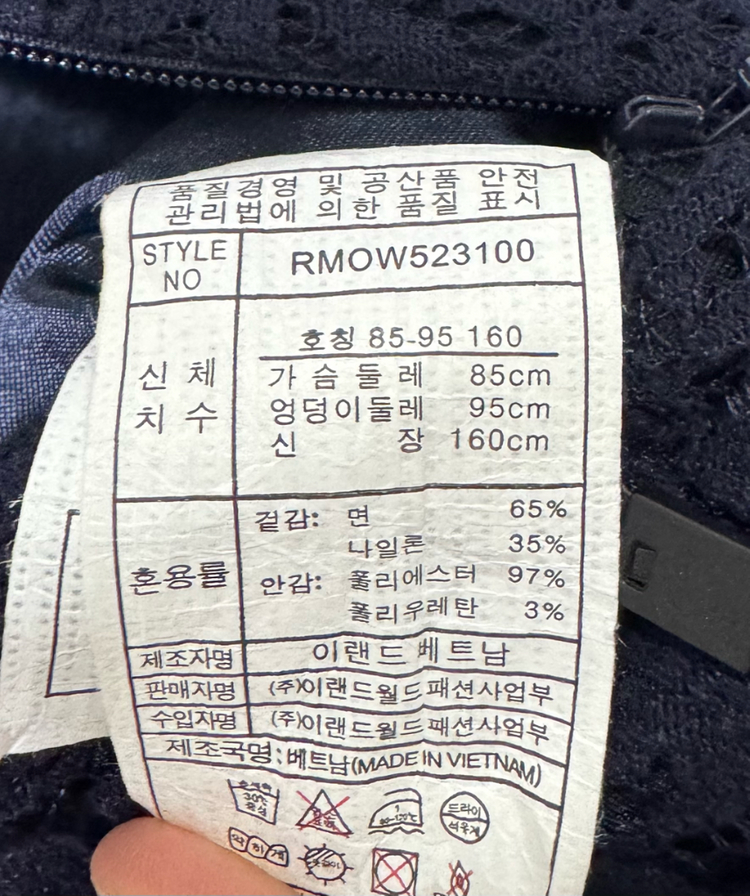 품질경영 및 공산품 안전
관리법에 의한 품질 표시
STYLE NO RMOW523100
호칭 85-95 160
신체 치수
가슴둘레 85cm
엉덩이둘레 95cm
신장 160cm
혼용률
겉감: 면 65%
나일론 35%
안감: 폴리에스터 97%
폴리우레탄 3%
제조자명 이랜드 베트남
판매자명 (주)이랜드월드패션사업부
수입자명 (주)이랜드월드패션사업부
제조국명:베트남(MADE IN VIETNAM)
30℃
드라이
석유계
약하게